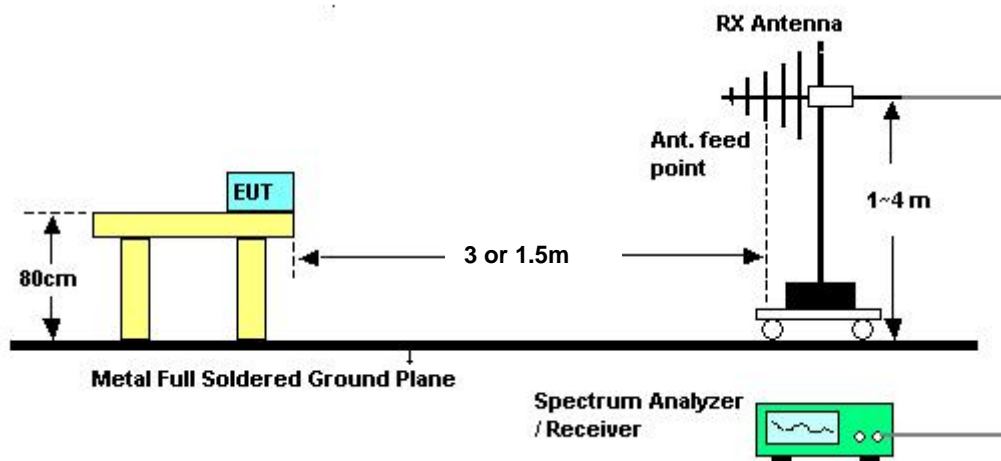 RX Antenna
Ant. feed
point
EUT
1~4 m
3 or 1.5m
80cm
Metal Full Soldered Ground Plane
Spectrum Analyzer
/ Receiver